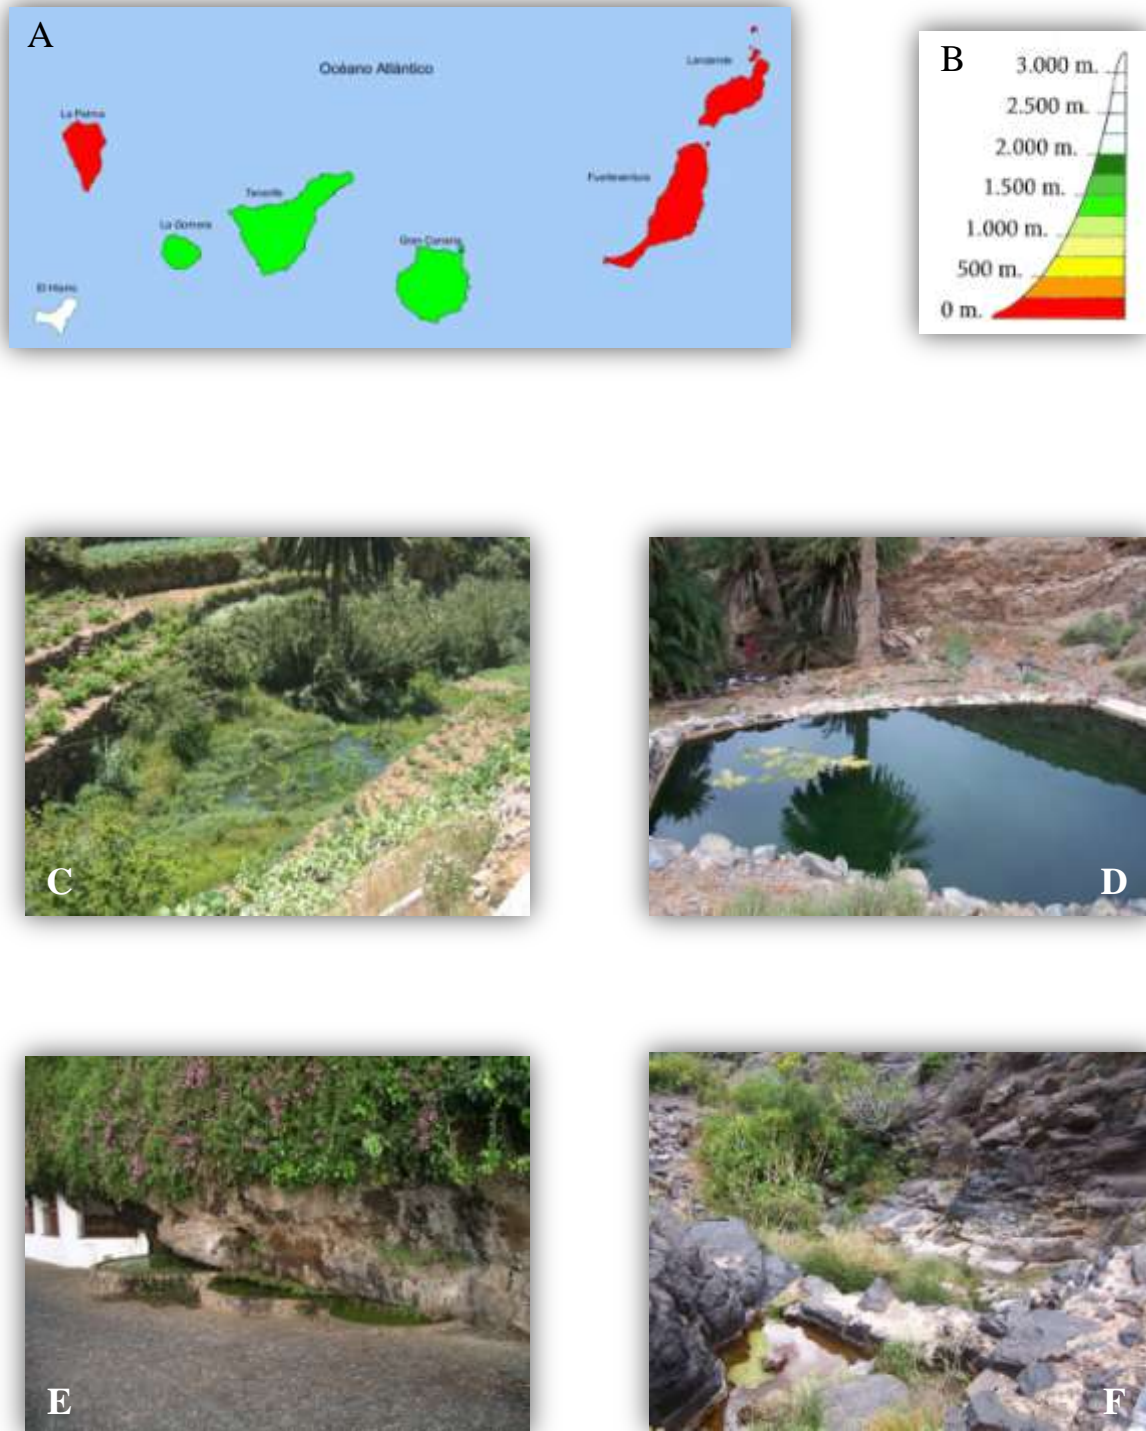 A
Océano Atlántico
Lanzarote
La Palma
Fuerteventura
Tenerife
La Gomera
Gran Canaria
El Hierro
B
3.000 m.
2.500 m.
2.000 m.
1.500 m.
1.000 m.
500 m.
0 m.
C
D
E
F